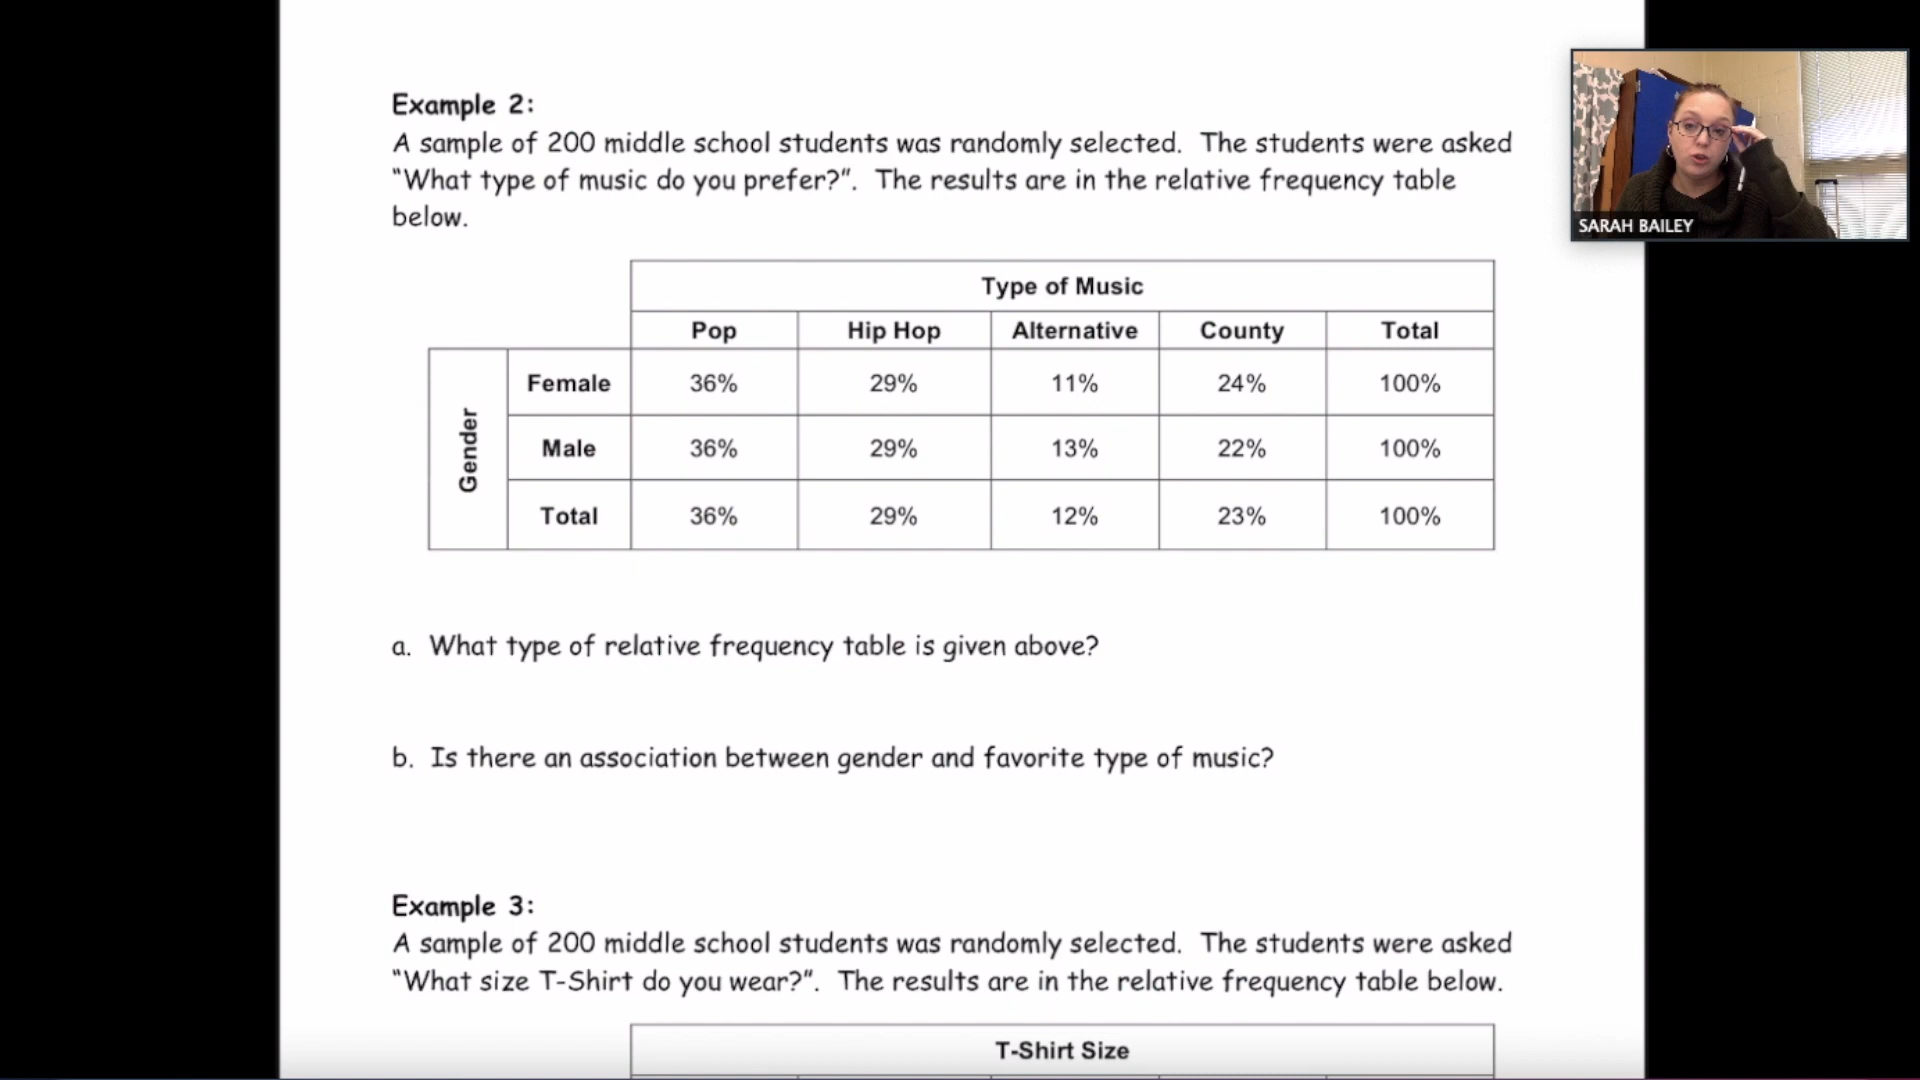 Example 2:
A sample of 200 middle school students was randomly selected. The students were asked
“What type of music do you prefer?”. The results are in the relative frequency table
below.
SARAH BAILEY
Type of Music
Pop Hip Hop Alternative County Total
Gender
Female 36% 29% 11% 24% 100%
Male 36% 29% 13% 22% 100%
Total 36% 29% 12% 23% 100%
a. What type of relative frequency table is given above?
b. Is there an association between gender and favorite type of music?
Example 3:
A sample of 200 middle school students was randomly selected. The students were asked
“What size T-Shirt do you wear?”. The results are in the relative frequency table below.
T-Shirt Size